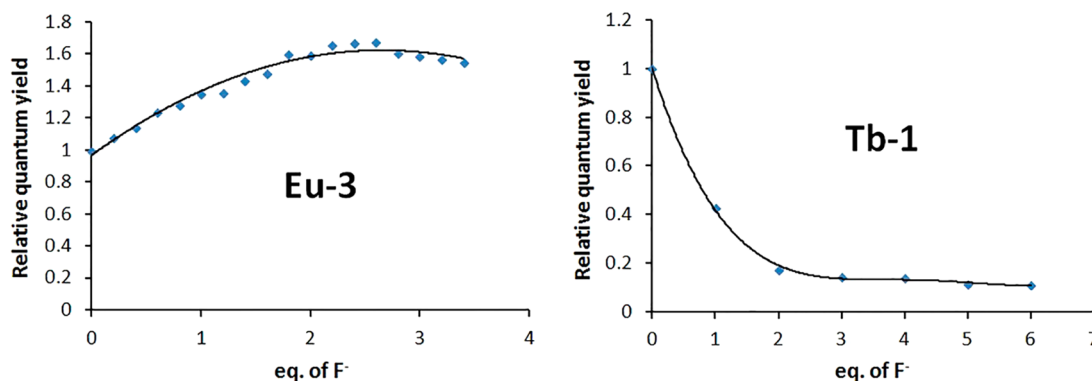 Relative quantum yield
1.8
1.6
1.4
1.2
1
0.8
0.6
0.4
0.2
0
Eu-3
0 1 2 3 4
eq. of F-
Relative quantum yield
1.2
1
0.8
0.6
0.4
0.2
0
Tb-1
0 1 2 3 4 5 6 7
eq. of F-